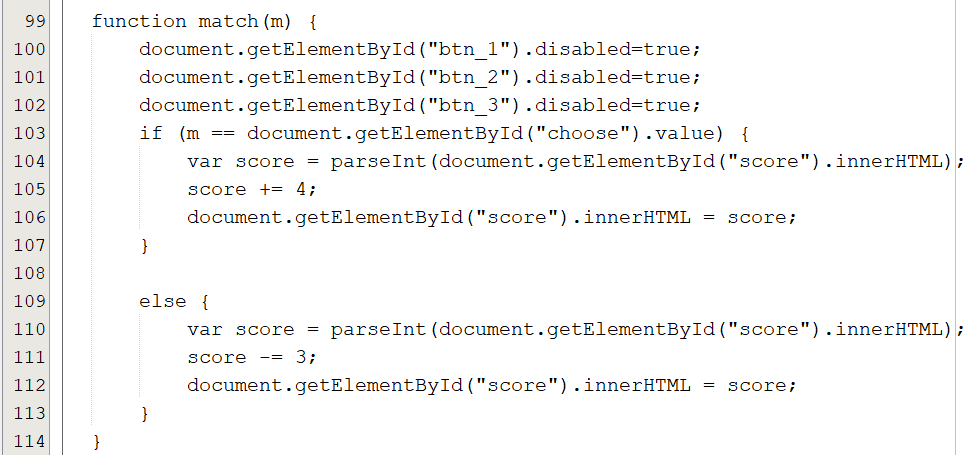 99 function match(m) {
100 document.getElementById("btn_1").disabled=true;
101 document.getElementById("btn_2").disabled=true;
102 document.getElementById("btn_3").disabled=true;
103 if (m == document.getElementById("choose").value) {
104 var score = parseInt(document.getElementById("score").innerHTML);
105 score += 4;
106 document.getElementById("score").innerHTML = score;
107 }
108
109 else {
110 var score = parseInt(document.getElementById("score").innerHTML);
111 score -= 3;
112 document.getElementById("score").innerHTML = score;
113 }
114 }